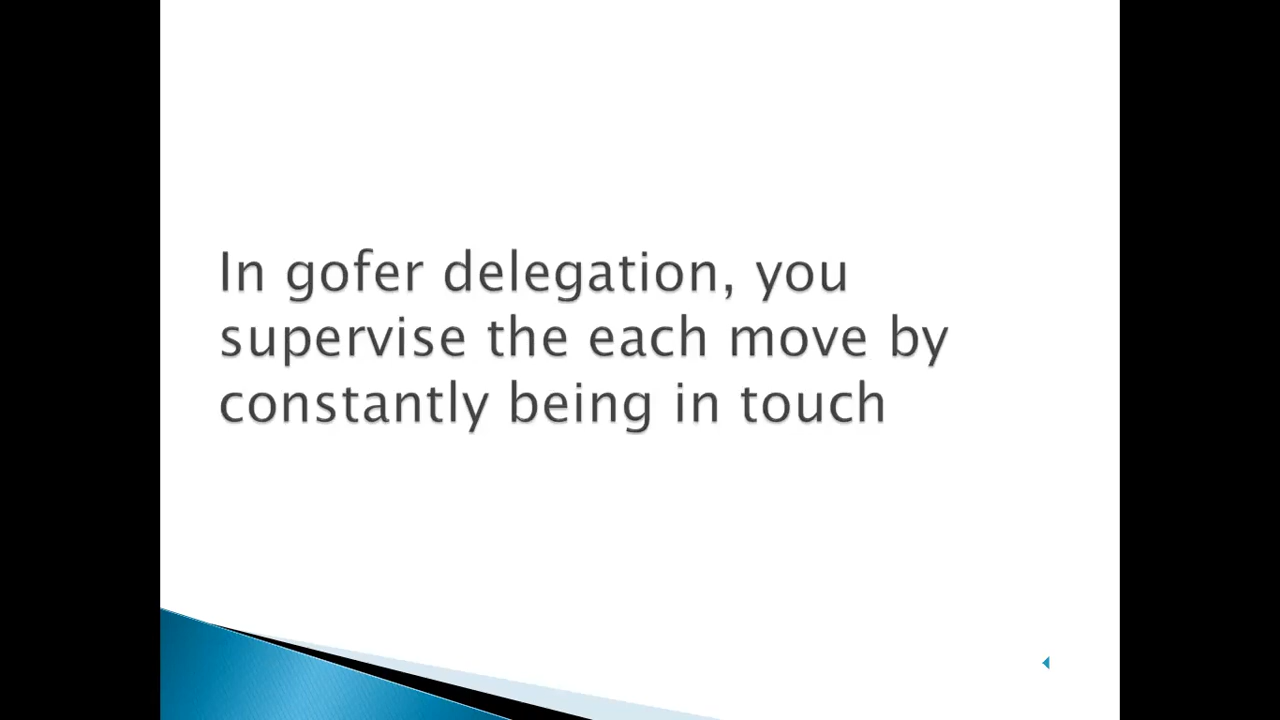 In gofer delegation, you
supervise the each move by
constantly being in touch